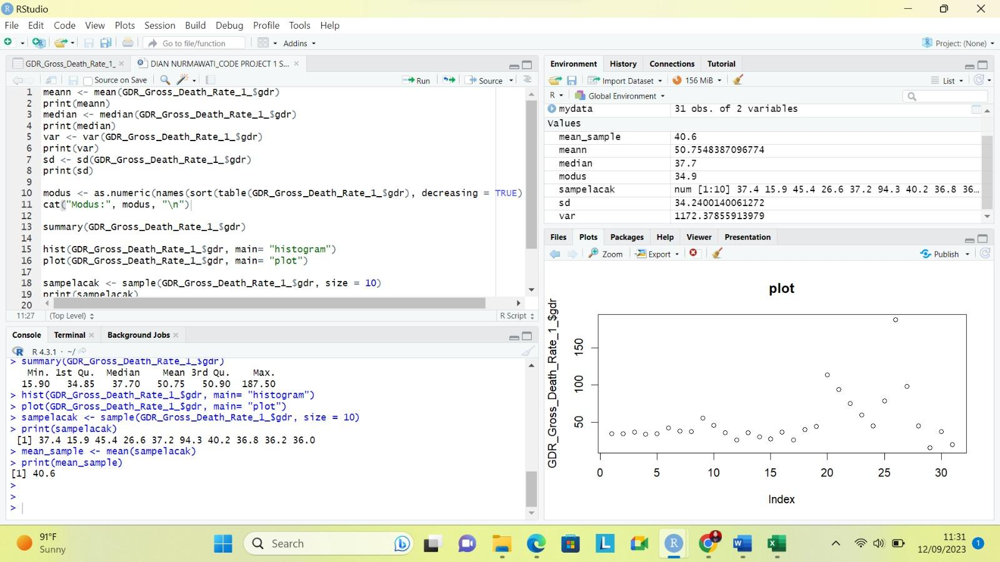 RStudio
File Edit Code View Plots Session Build Debug Profile Tools Help
Go to file/function Addins Project: (None)
GDR_Gross_Death_Rate_1_ DIAN NURMAWATI_CODE PROJECT 1 S...
Source on Save Run Source
1 meann <- mean(GDR_Gross_Death_Rate_1_$gdr)
2 print(meann)
3 median <- median(GDR_Gross_Death_Rate_1_$gdr)
4 print(median)
5 var <- var(GDR_Gross_Death_Rate_1_$gdr)
6 print(var)
7 sd <- sd(GDR_Gross_Death_Rate_1_$gdr)
8 print(sd)
9
10 modus <- as.numeric(names(sort(table(GDR_Gross_Death_Rate_1_$gdr), decreasing = TRUE)
11 cat("Modus:", modus, "\n")
12
13 summary(GDR_Gross_Death_Rate_1_$gdr)
14
15 hist(GDR_Gross_Death_Rate_1_$gdr, main= "histogram")
16 plot(GDR_Gross_Death_Rate_1_$gdr, main= "plot")
17
18 sampelacak <- sample(GDR_Gross_Death_Rate_1_$gdr, size = 10)
19 print(sampelacak)
20
11:27 (Top Level) R Script
Console Terminal Background Jobs
R 4.3.1 · ~/
> summary(GDR_Gross_Death_Rate_1_$gdr)
Min. 1st Qu. Median Mean 3rd Qu. Max.
15.90 34.85 37.70 50.75 50.90 187.50
> hist(GDR_Gross_Death_Rate_1_$gdr, main= "histogram")
> plot(GDR_Gross_Death_Rate_1_$gdr, main= "plot")
> sampelacak <- sample(GDR_Gross_Death_Rate_1_$gdr, size = 10)
> print(sampelacak)
[1] 37.4 15.9 45.4 26.6 37.2 94.3 40.2 36.8 36.2 36.0
> mean_sample <- mean(sampelacak)
> print(mean_sample)
[1] 40.6
>
>
>
Environment History Connections Tutorial
Import Dataset 156 MiB List
R Global Environment
mydata 31 obs. of 2 variables
Values
mean_sample 40.6
meann 50.7548387096774
median 37.7
modus 34.9
sampelacak num [1:10] 37.4 15.9 45.4 26.6 37.2 94.3 40.2 36.8 36...
sd 34.2400140061272
var 1172.37855913979
Files Plots Packages Help Viewer Presentation
Zoom Export Publish
plot
GDR_Gross_Death_Rate_1_$gdr
150
100
50
0 5 10 15 20 25 30
Index
91°F
Sunny
Search
11:31
12/09/2023
1